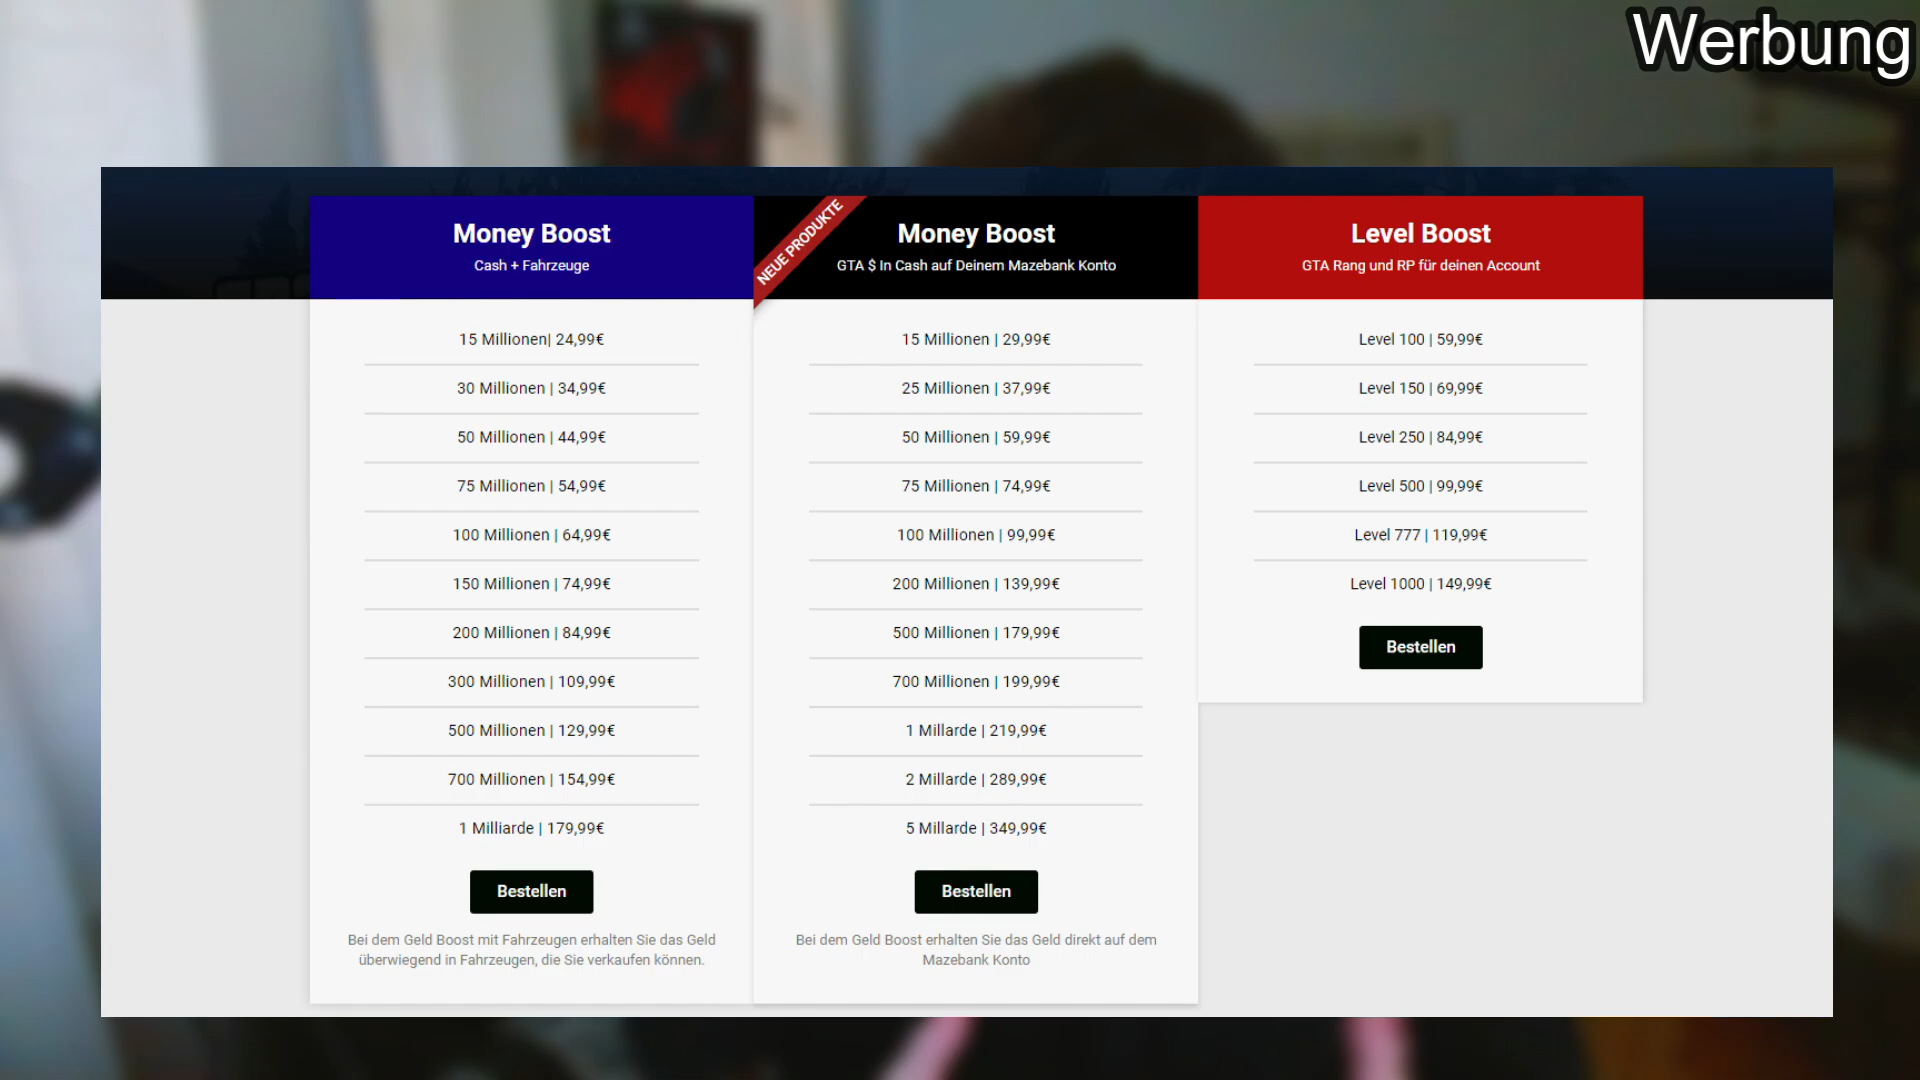 Werbung
Money Boost
Cash + Fahrzeuge
15 Millionen| 24,99€
30 Millionen | 34,99€
50 Millionen | 44,99€
75 Millionen | 54,99€
100 Millionen | 64,99€
150 Millionen | 74,99€
200 Millionen | 84,99€
300 Millionen | 109,99€
500 Millionen | 129,99€
700 Millionen | 154,99€
1 Milliarde | 179,99€
Bestellen
Bei dem Geld Boost mit Fahrzeugen erhalten Sie das Geld
überwiegend in Fahrzeugen, die Sie verkaufen können.
NEUE PRODUKTE
Money Boost
GTA $ In Cash auf Deinem Mazebank Konto
15 Millionen | 29,99€
25 Millionen | 37,99€
50 Millionen | 59,99€
75 Millionen | 74,99€
100 Millionen | 99,99€
200 Millionen | 139,99€
500 Millionen | 179,99€
700 Millionen | 199,99€
1 Millarde | 219,99€
2 Millarde | 289,99€
5 Millarde | 349,99€
Bestellen
Bei dem Geld Boost erhalten Sie das Geld direkt auf dem
Mazebank Konto
Level Boost
GTA Rang und RP für deinen Account
Level 100 | 59,99€
Level 150 | 69,99€
Level 250 | 84,99€
Level 500 | 99,99€
Level 777 | 119,99€
Level 1000 | 149,99€
Bestellen